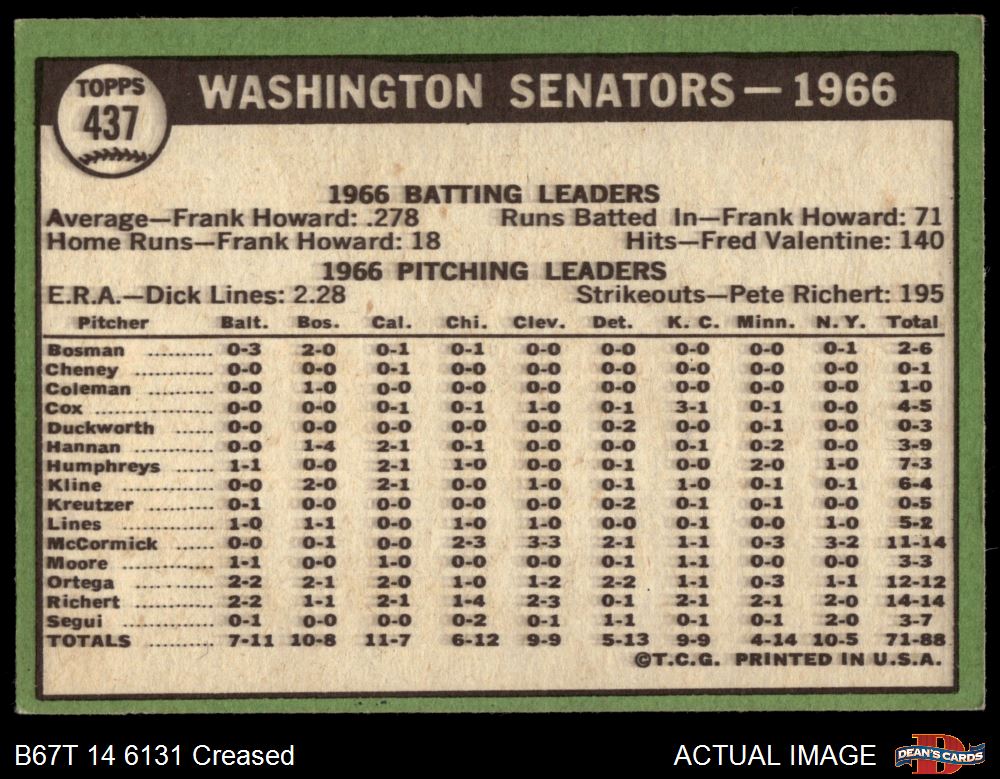 TOPPS
437
WASHINGTON SENATORS — 1966
1966 BATTING LEADERS
Average—Frank Howard: .278 Runs Batted In—Frank Howard: 71
Home Runs—Frank Howard: 18 Hits—Fred Valentine: 140
1966 PITCHING LEADERS
E.R.A.—Dick Lines: 2.28 Strikeouts—Pete Richert: 195
Pitcher Balt. Bos. Cal. Chi. Clev. Det. K. C. Minn. N. Y. Total
Bosman .......... 0-3 2-0 0-1 0-1 0-0 0-0 0-0 0-0 0-1 2-6
Cheney .......... 0-0 0-0 0-1 0-0 0-0 0-0 0-0 0-0 0-0 0-1
Coleman .......... 0-0 1-0 0-0 0-0 0-0 0-0 0-0 0-0 0-0 1-0
Cox .................. 0-0 0-0 0-1 0-1 1-0 0-1 3-1 0-1 0-0 4-5
Duckworth ...... 0-0 0-0 0-0 0-0 0-0 0-2 0-0 0-1 0-0 0-3
Hannan .......... 0-0 1-4 2-1 0-1 0-0 0-0 0-1 0-2 0-0 3-9
Humphreys ...... 1-1 0-0 2-1 1-0 0-0 0-1 0-0 2-0 1-0 7-3
Kline .............. 0-0 2-0 2-1 0-0 1-0 0-1 1-0 0-1 0-1 6-4
Kreutzer .......... 0-1 0-0 0-0 0-0 0-0 0-2 0-1 0-1 0-0 0-5
Lines .............. 1-0 1-1 0-0 1-0 1-0 0-0 0-1 0-0 1-0 5-2
McCormick ...... 0-0 0-1 0-0 2-3 3-3 2-1 1-1 0-3 3-2 11-14
Moore .............. 1-1 0-0 1-0 0-0 0-0 0-1 1-1 0-0 0-0 3-3
Ortega .............. 2-2 2-1 2-0 1-0 1-2 2-2 1-1 0-3 1-1 12-12
Richert .............. 2-2 1-1 2-1 1-4 2-3 0-1 2-1 2-1 2-0 14-14
Segui .............. 0-1 0-0 0-0 0-2 0-1 1-1 0-1 0-1 2-0 3-7
TOTALS .......... 7-11 10-8 11-7 6-12 9-9 5-13 9-9 4-14 10-5 71-88
©T.C.G. PRINTED IN U.S.A.
B67T 14 6131 Creased ACTUAL IMAGE
D
DEAN'S CARDS